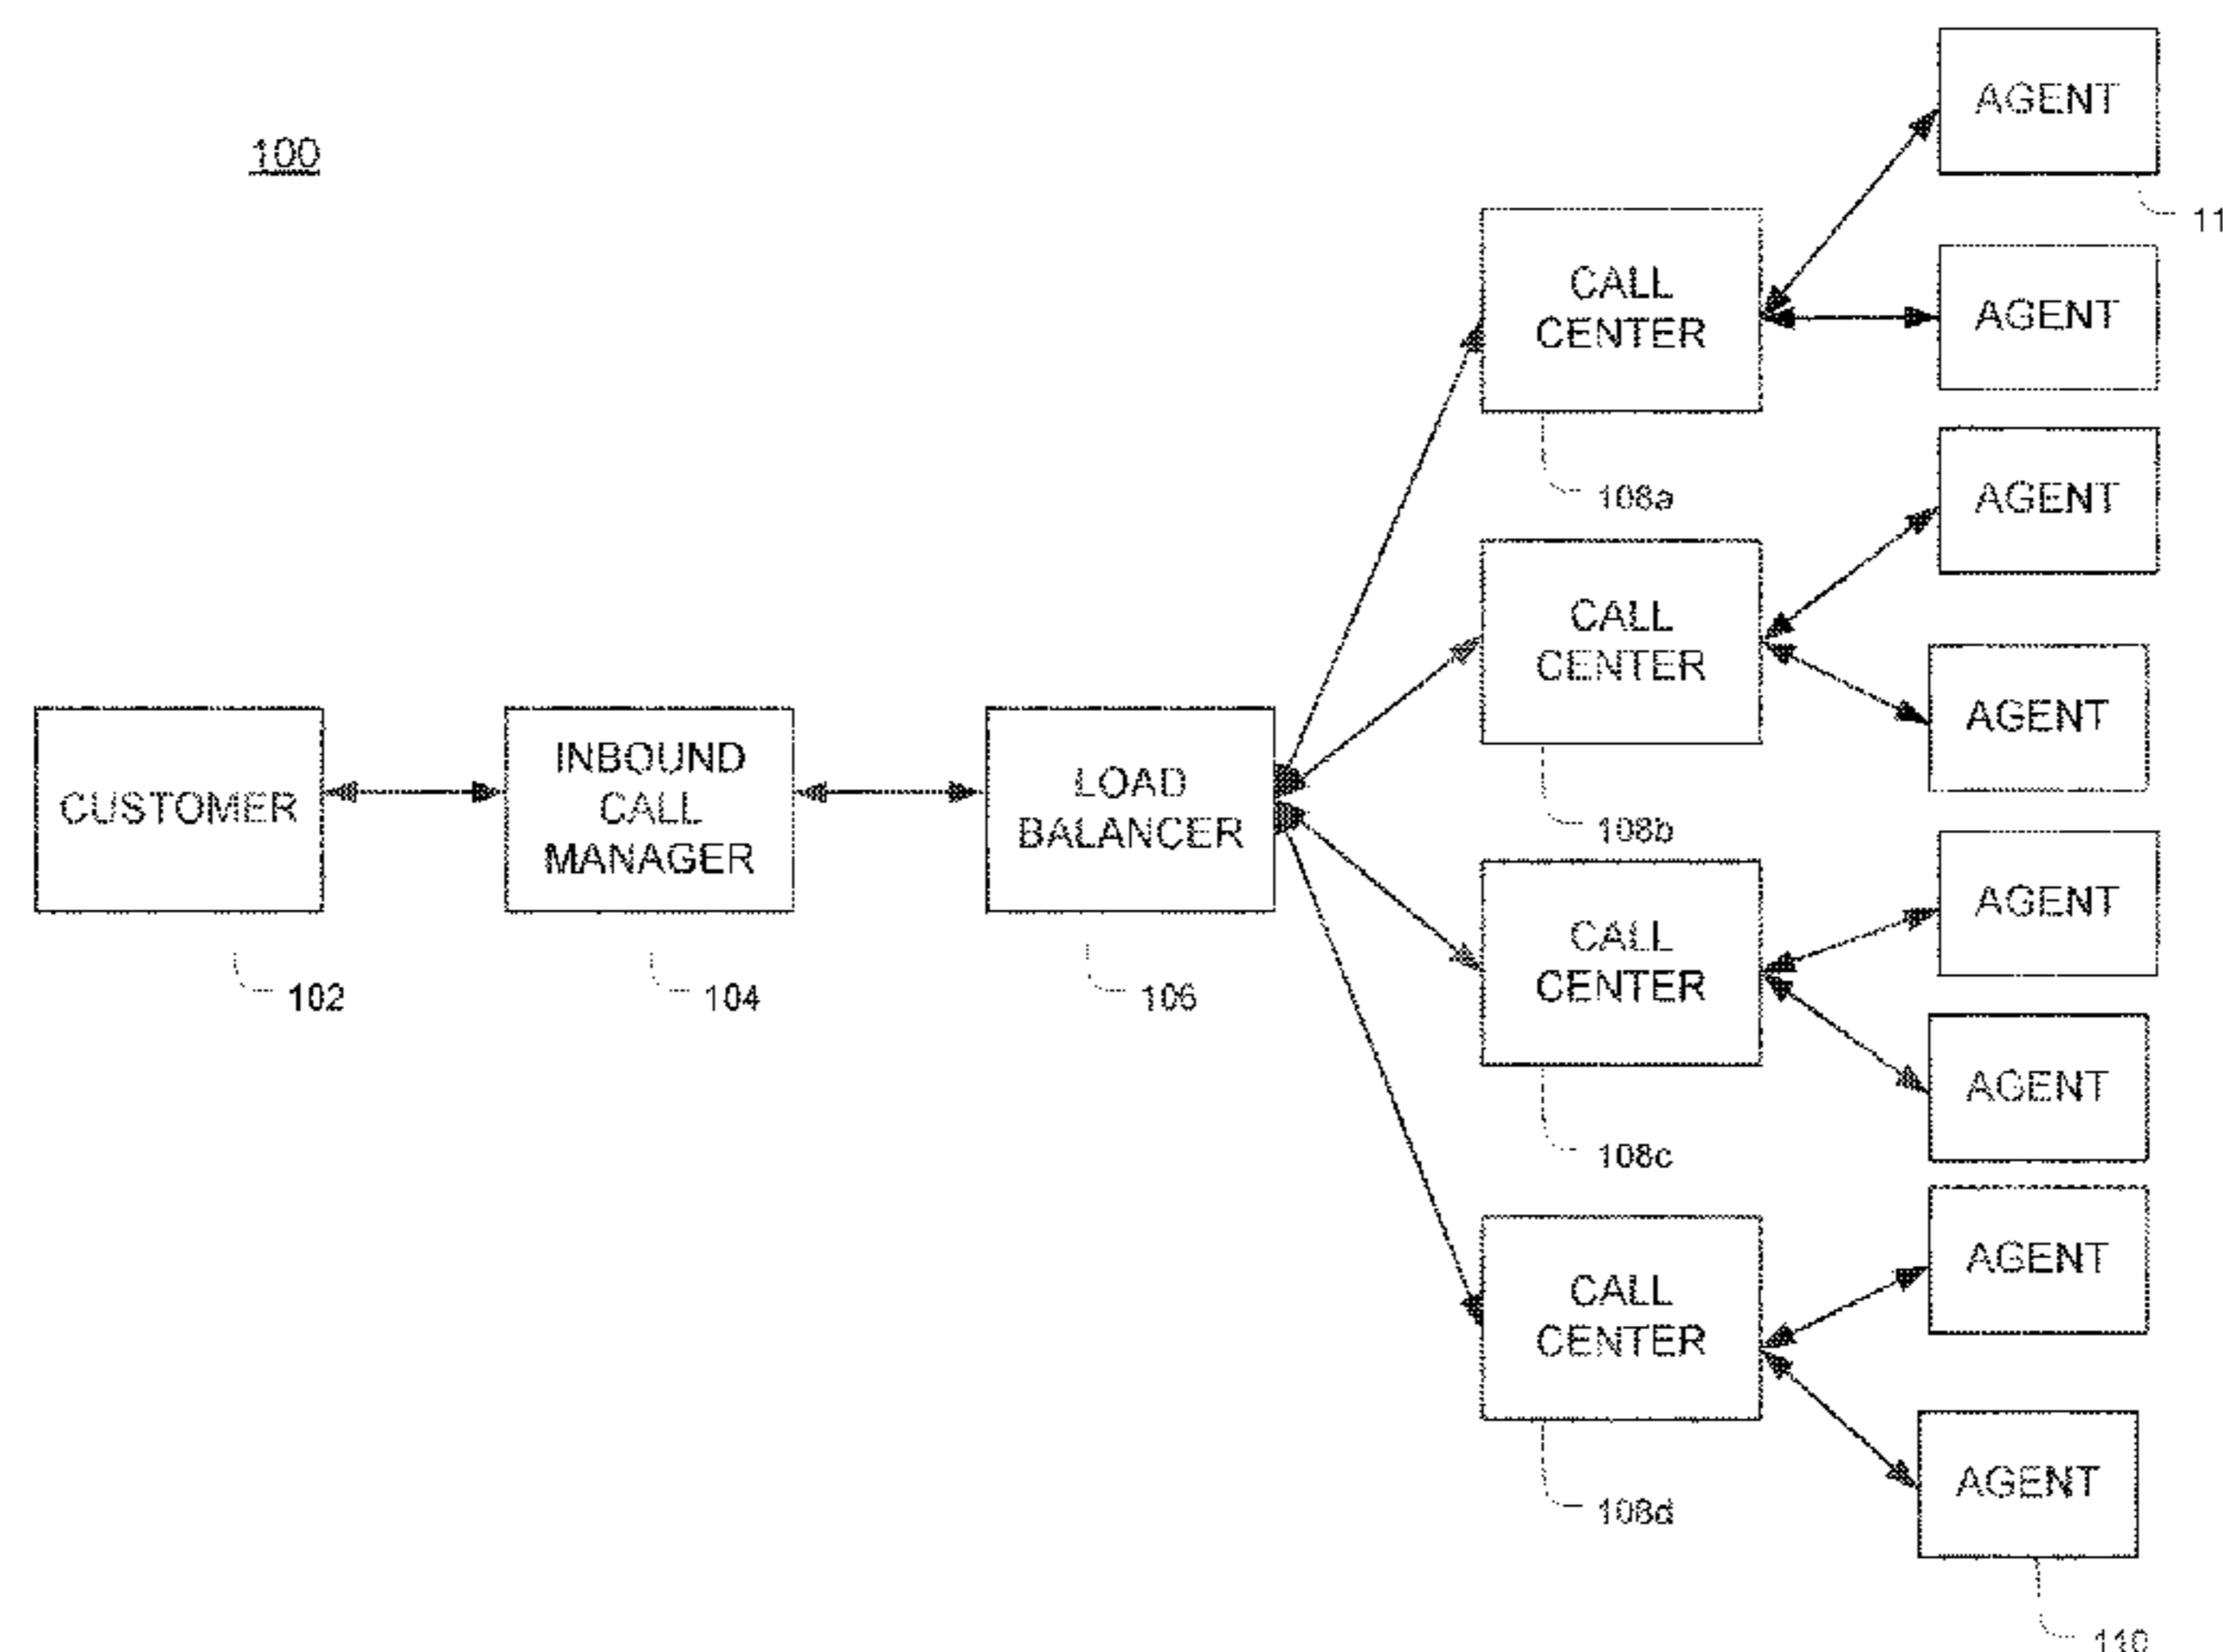 100
AGENT
11
AGENT
CALL
CENTER
108a
AGENT
CALL
CENTER
108b
AGENT
CUSTOMER
102
INBOUND
CALL
MANAGER
104
LOAD
BALANCER
106
AGENT
CALL
CENTER
108c
AGENT
AGENT
CALL
CENTER
108d
AGENT
110